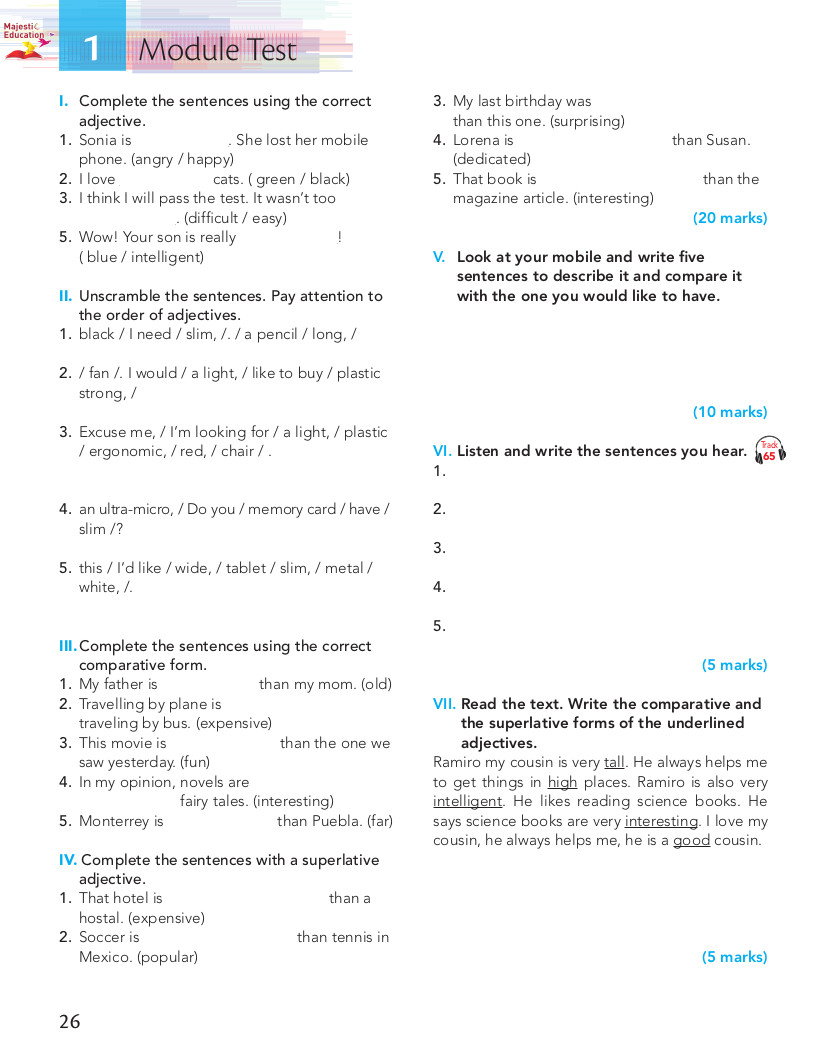 Majestic
Education
1 Module Test
I. Complete the sentences using the correct
adjective.
1. Sonia is . She lost her mobile
phone. (angry / happy)
2. I love cats. ( green / black)
3. I think I will pass the test. It wasn't too
. (difficult / easy)
5. Wow! Your son is really !
( blue / intelligent)
II. Unscramble the sentences. Pay attention to
the order of adjectives.
1. black / I need / slim, /. / a pencil / long, /
2. / fan /. I would / a light, / like to buy / plastic
strong, /
3. Excuse me, / I'm looking for / a light, / plastic
/ ergonomic, / red, / chair / .
4. an ultra-micro, / Do you / memory card / have /
slim /?
5. this / I'd like / wide, / tablet / slim, / metal /
white, /.
III. Complete the sentences using the correct
comparative form.
1. My father is than my mom. (old)
2. Travelling by plane is
traveling by bus. (expensive)
3. This movie is than the one we
saw yesterday. (fun)
4. In my opinion, novels are
fairy tales. (interesting)
5. Monterrey is than Puebla. (far)
IV. Complete the sentences with a superlative
adjective.
1. That hotel is than a
hostal. (expensive)
2. Soccer is than tennis in
Mexico. (popular)
3. My last birthday was
than this one. (surprising)
4. Lorena is than Susan.
(dedicated)
5. That book is than the
magazine article. (interesting)
(20 marks)
V. Look at your mobile and write five
sentences to describe it and compare it
with the one you would like to have.
(10 marks)
VI. Listen and write the sentences you hear. Track
65
1.
2.
3.
4.
5.
(5 marks)
VII. Read the text. Write the comparative and
the superlative forms of the underlined
adjectives.
Ramiro my cousin is very tall. He always helps me
to get things in high places. Ramiro is also very
intelligent. He likes reading science books. He
says science books are very interesting. I love my
cousin, he always helps me, he is a good cousin.
(5 marks)
26